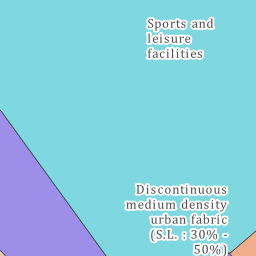 Sports and
leisure
facilities
Discontinuous
medium density
urban fabric
(S.L. : 30% -
50%)